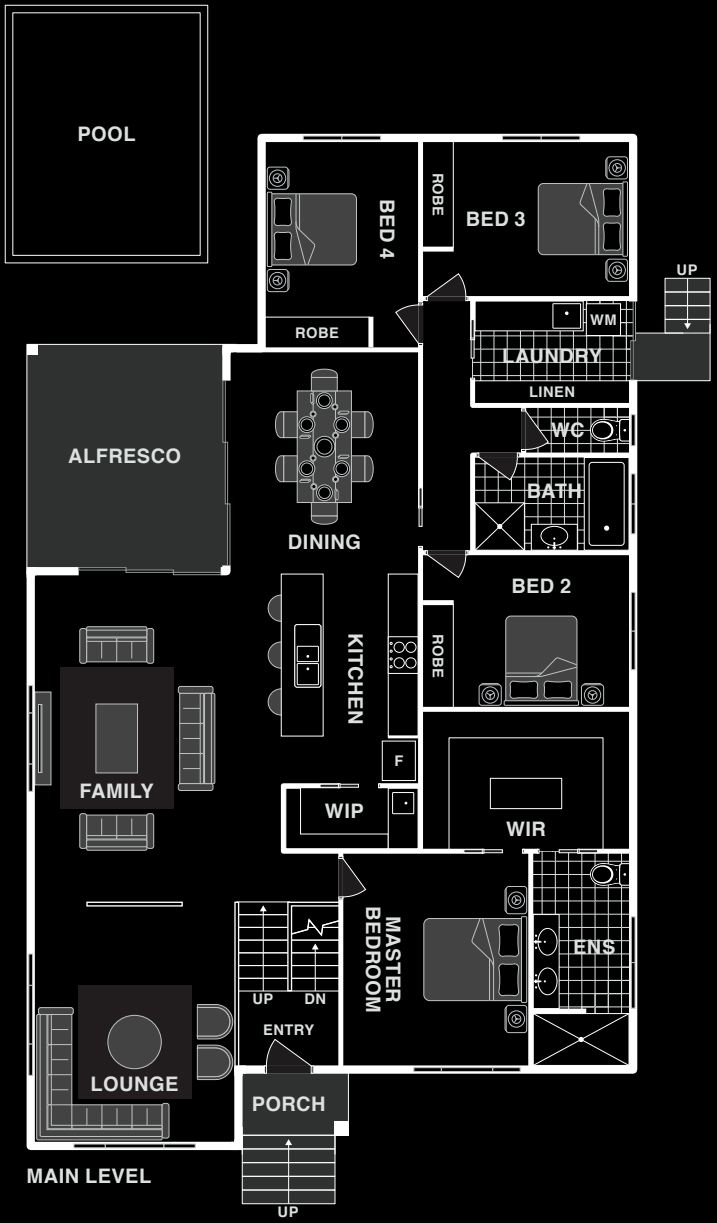 POOL
BED 4
ROBE
BED 3
ROBE
UP
WM
LAUNDRY
LINEN
ALFRESCO
WC
BATH
DINING
BED 2
ROBE
KITCHEN
F
FAMILY
WIP
WIR
MASTER
BEDROOM
ENS
UP
DN
ENTRY
LOUNGE
PORCH
MAIN LEVEL
UP